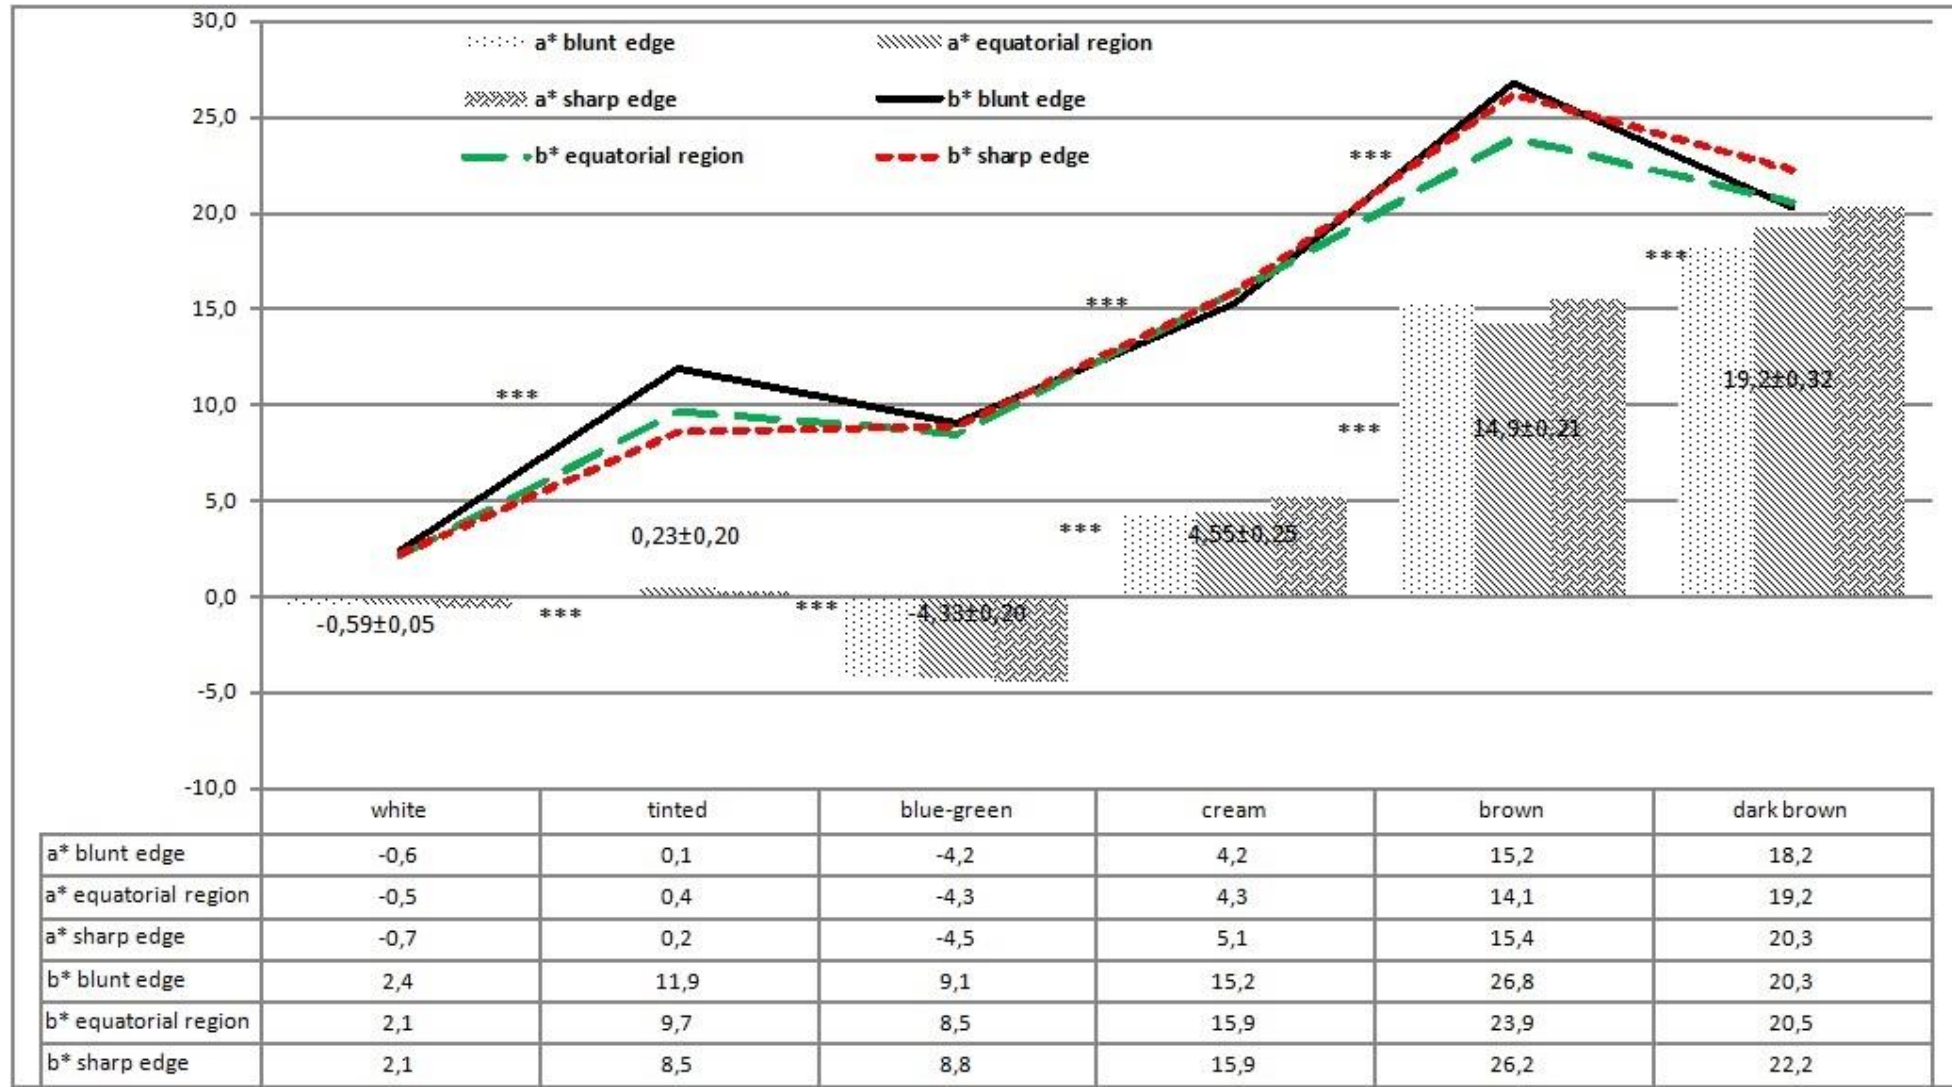 30,0
a* blunt edge a* equatorial region
a* sharp edge b* blunt edge
25,0
b* equatorial region b* sharp edge
***
20,0
***
15,0
***
19,2±0,32
10,0
***
*** 14,9±0,21
5,0
0,23±0,20 *** 4,55±0,25
0,0
-0,59±0,05 *** *** -4,33±0,20
-5,0
-10,0
white tinted blue-green cream brown dark brown
a* blunt edge -0,6 0,1 -4,2 4,2 15,2 18,2
a* equatorial region -0,5 0,4 -4,3 4,3 14,1 19,2
a* sharp edge -0,7 0,2 -4,5 5,1 15,4 20,3
b* blunt edge 2,4 11,9 9,1 15,2 26,8 20,3
b* equatorial region 2,1 9,7 8,5 15,9 23,9 20,5
b* sharp edge 2,1 8,5 8,8 15,9 26,2 22,2